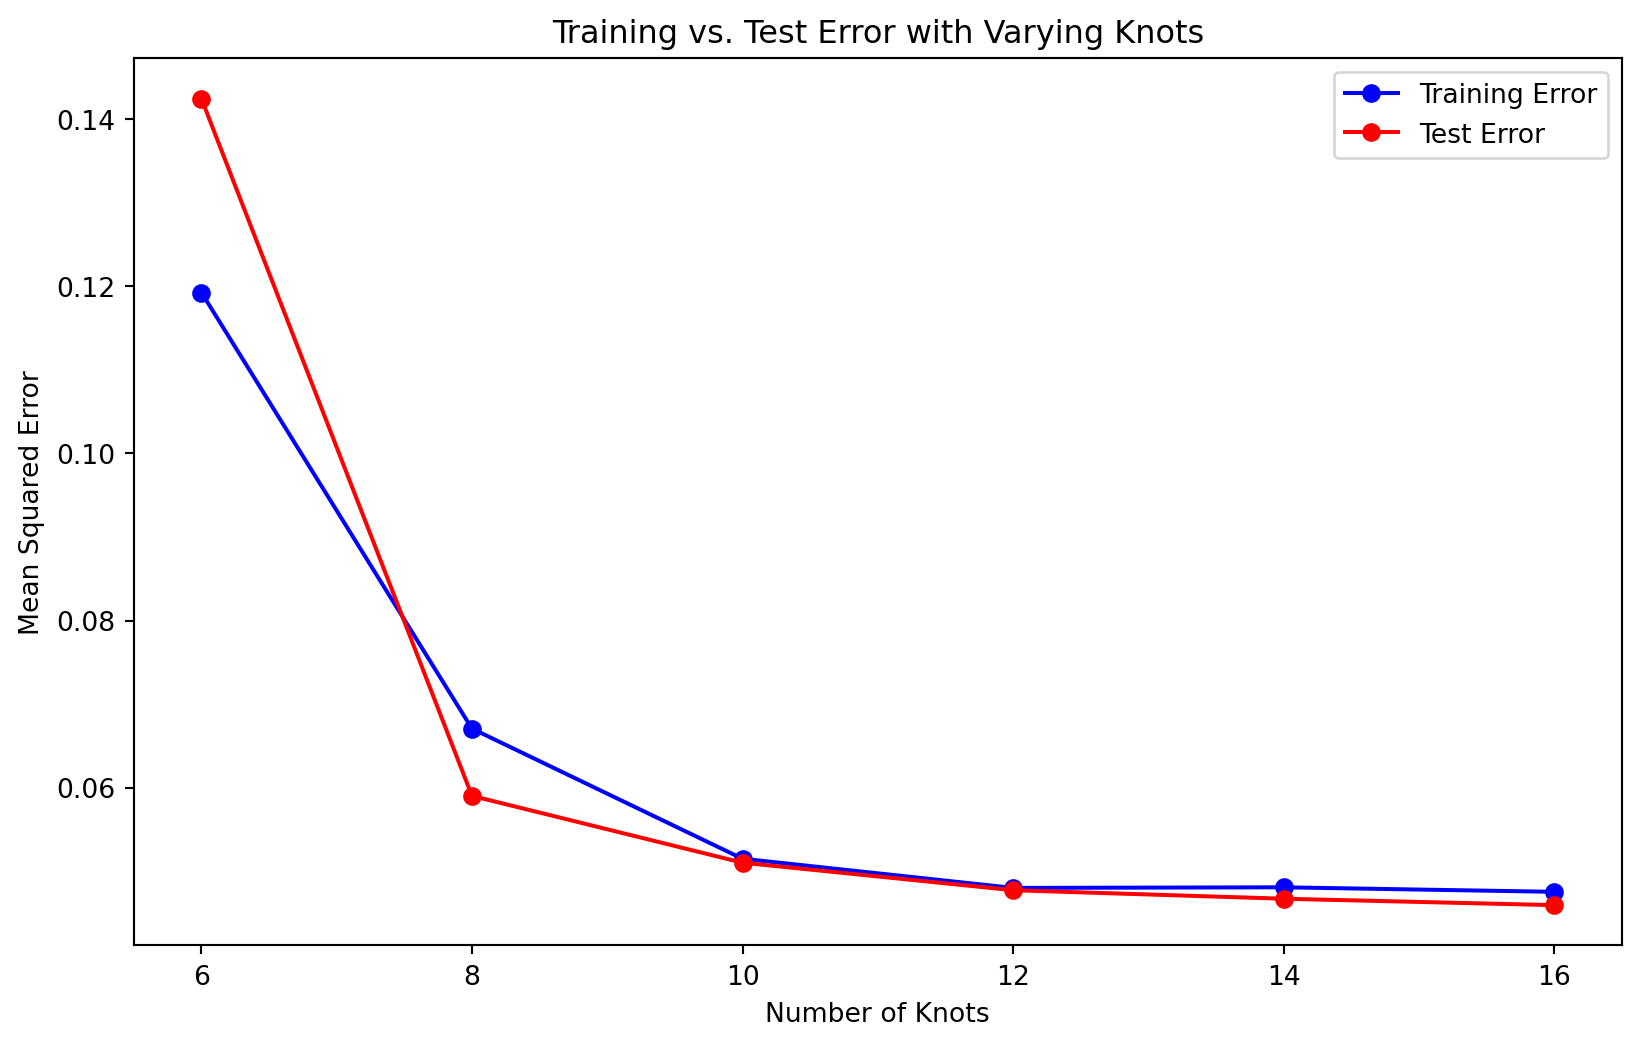 Training vs. Test Error with Varying Knots
Training Error
Test Error
Mean Squared Error
0.14
0.12
0.10
0.08
0.06
6 8 10 12 14 16
Number of Knots